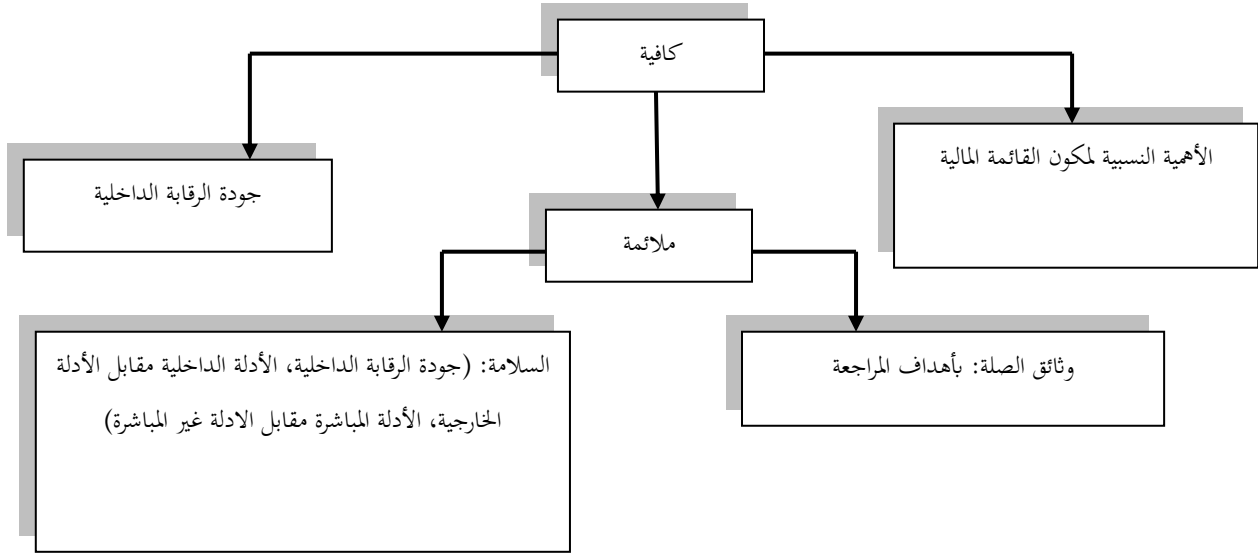 كافية
الأهمية النسبية لمكون القائمة المالية
جودة الرقابة الداخلية
ملائمة
وثائق الصلة: بأهداف المراجعة
السلامة: (جودة الرقابة الداخلية، الأدلة الداخلية مقابل الأدلة
الخارجية، الأدلة المباشرة مقابل الادلة غير المباشرة)